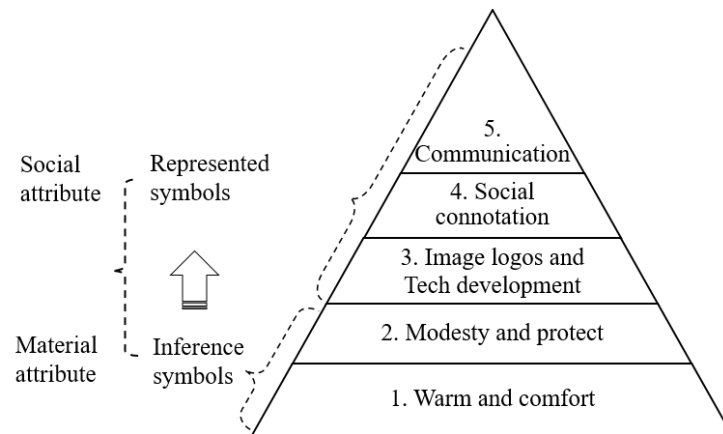 5.
Communication
4. Social
connotation
3. Image logos and
Tech development
2. Modesty and protect
1. Warm and comfort
Social
attribute
Represented
symbols
Material
attribute
Inference
symbols